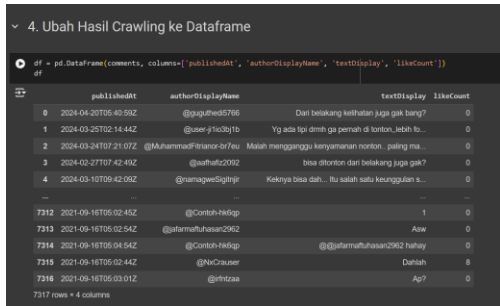 4. Ubah Hasil Crawling ke Dataframe
df = pd.DataFrame(comments, columns=['publishedAt', 'authorDisplayName', 'textDisplay', 'likeCount'])
df
publishedAt authorDisplayName textDisplay likeCount
0 2024-04-20T05:40:59Z @guguthedi5766 Dari belakang kelihatan juga gak bang? 0
1 2024-03-25T02:14:44Z @user-ji1io3bj1b Yg ada tipi drmh ga pernah di tonton,,lebih fo... 0
2 2024-03-24T07:21:07Z @MuhammadFitrianor-br7eu Malah mengganggu kenyamanan nonton.. paling ma... 0
3 2024-02-27T07:42:49Z @aafhafiz2092 bisa ditonton dari belakang juga gak? 0
4 2024-03-10T09:42:09Z @namagweSigitnjir Keknya bisa dah... Itu salah satu keunggulan s... 0
... ... ... ... ...
7312 2021-09-16T05:02:45Z @Contoh-hk6qp 1 0
7313 2021-09-16T05:02:54Z @jafarmaftuhasan2962 Asw 0
7314 2021-09-16T05:04:54Z @Contoh-hk6qp @@jafarmaftuhasan2962 hahay 0
7315 2021-09-16T05:02:44Z @NxCrauser Dahlah 8
7316 2021-09-16T05:03:01Z @irfntzaa Ap? 0
7317 rows × 4 columns